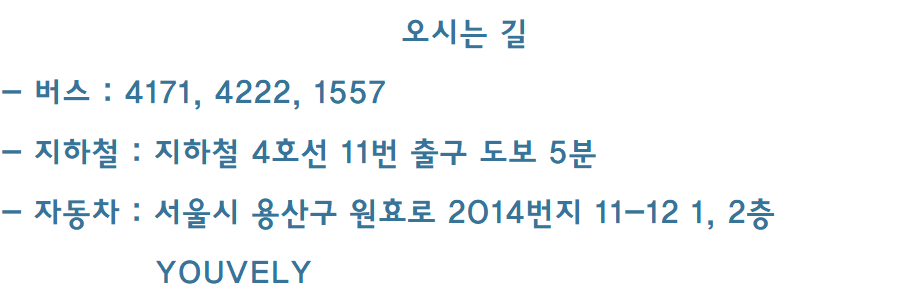 오시는 길
- 버스 : 4171, 4222, 1557
- 지하철 : 지하철 4호선 11번 출구 도보 5분
- 자동차 : 서울시 용산구 원효로 2014번지 11-12 1, 2층
YOUVELY